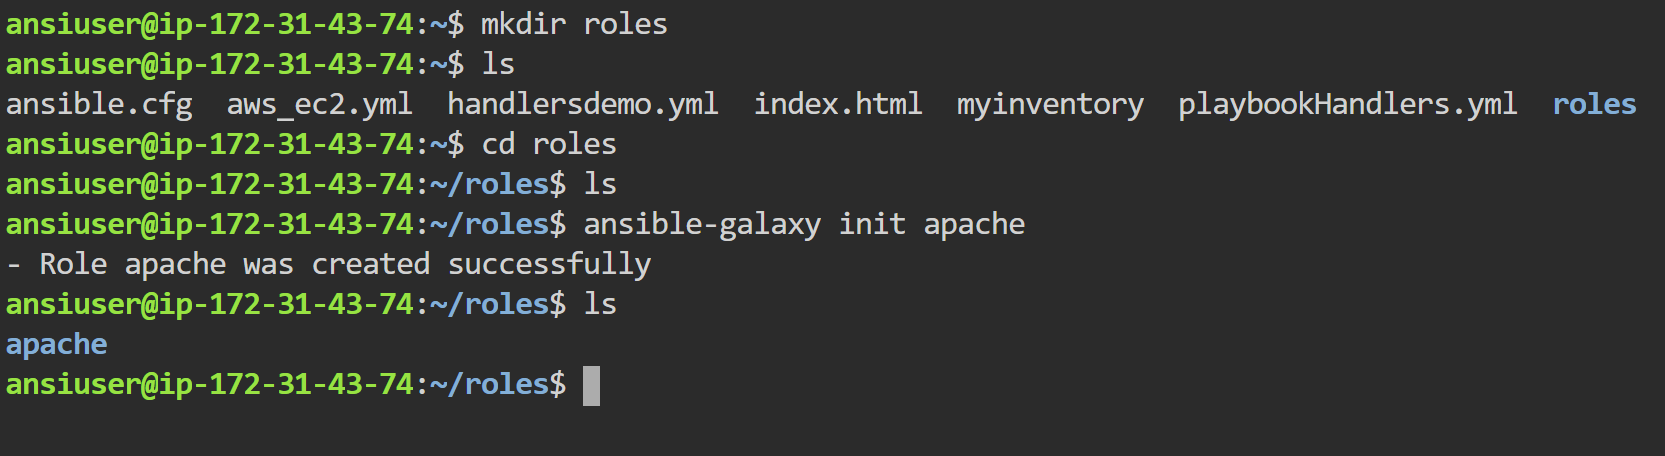 ansiuser@ip-172-31-43-74:~$ mkdir roles
ansiuser@ip-172-31-43-74:~$ ls
ansible.cfg  aws_ec2.yml  handlersdemo.yml  index.html  myinventory  playbookHandlers.yml  roles
ansiuser@ip-172-31-43-74:~$ cd roles
ansiuser@ip-172-31-43-74:~/roles$ ls
ansiuser@ip-172-31-43-74:~/roles$ ansible-galaxy init apache
- Role apache was created successfully
ansiuser@ip-172-31-43-74:~/roles$ ls
apache
ansiuser@ip-172-31-43-74:~/roles$